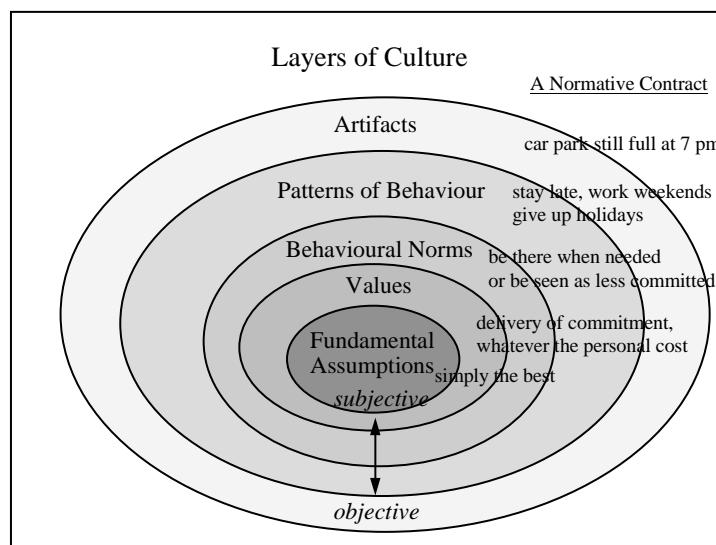 Layers of Culture
A Normative Contract
Artifacts
car park still full at 7 pm
Patterns of Behaviour
stay late, work weekends
give up holidays
Behavioural Norms
be there when needed
or be seen as less committed
Values
delivery of commitment,
whatever the personal cost
Fundamental
Assumptions
simply the best
subjective
objective